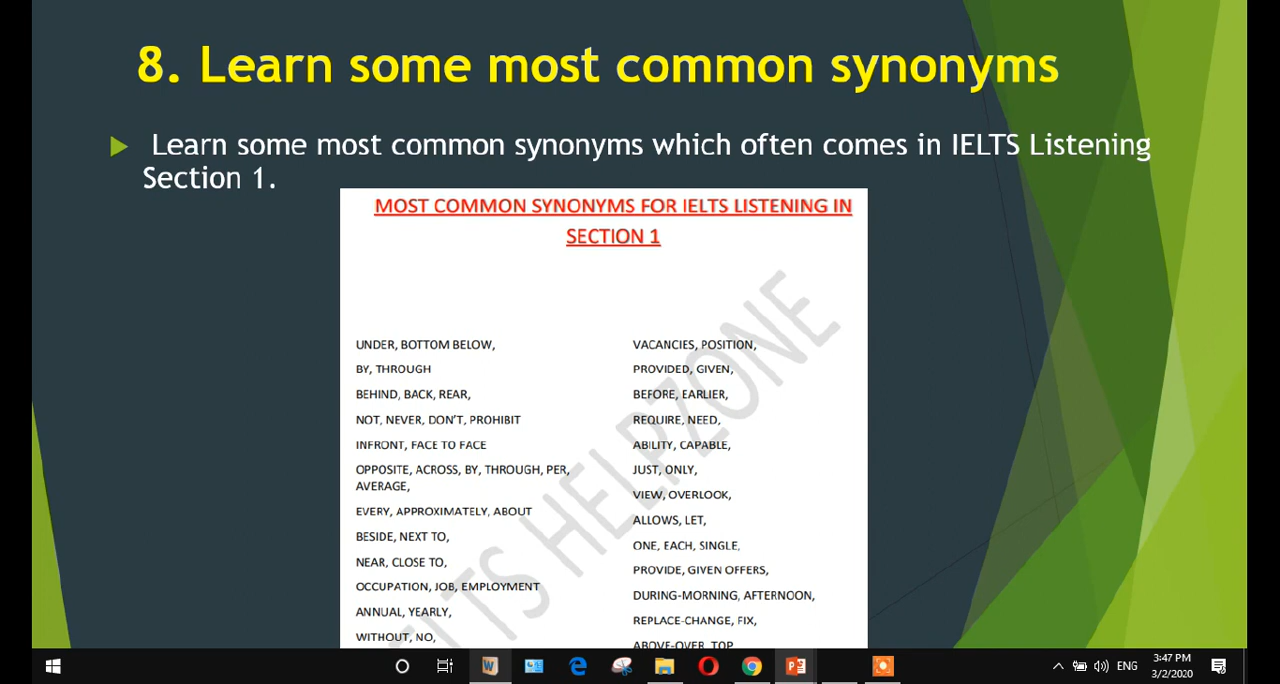 8. Learn some most common synonyms
Learn some most common synonyms which often comes in IELTS Listening
Section 1.
MOST COMMON SYNONYMS FOR IELTS LISTENING IN
SECTION 1
UNDER, BOTTOM BELOW,
BY, THROUGH
BEHIND, BACK, REAR,
NOT, NEVER, DON'T, PROHIBIT
INFRONT, FACE TO FACE
OPPOSITE, ACROSS, BY, THROUGH, PER,
AVERAGE,
EVERY, APPROXIMATELY, ABOUT
BESIDE, NEXT TO,
NEAR, CLOSE TO,
OCCUPATION, JOB, EMPLOYMENT
ANNUAL, YEARLY,
WITHOUT, NO,
VACANCIES, POSITION,
PROVIDED, GIVEN,
BEFORE, EARLIER,
REQUIRE, NEED,
ABILITY, CAPABLE,
JUST, ONLY,
VIEW, OVERLOOK,
ALLOWS, LET,
ONE, EACH, SINGLE,
PROVIDE, GIVEN OFFERS,
DURING-MORNING, AFTERNOON,
REPLACE-CHANGE, FIX,
ABOVE-OVER, TOP
IELTS HELPZONE
ENG
3:47 PM
3/2/2020